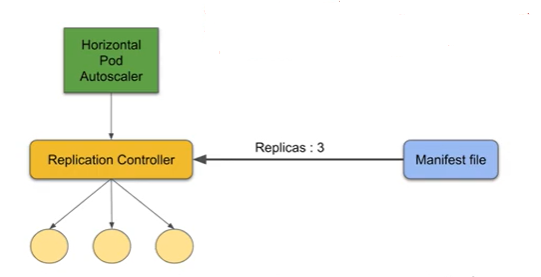 Horizontal
Pod
Autoscaler
Replication Controller
Replicas : 3
Manifest file